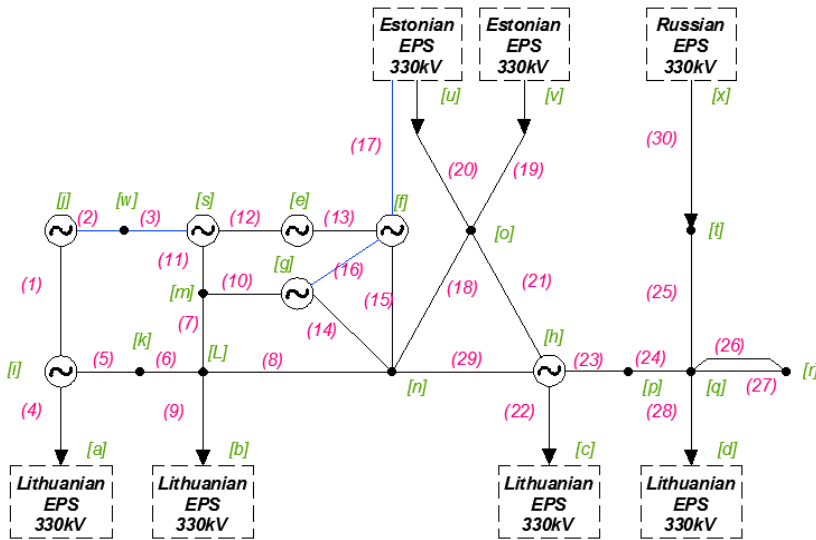 Estonian
EPS
330kV
Estonian
EPS
330kV
Russian
EPS
330kV
[u]
[v]
[x]
(17)
(30)
(20)
(19)
[j]
[w]
[s]
[e]
[f]
(2)
(3)
(12)
(13)
[o]
[t]
(11)
[g]
(16)
(1)
(10)
(15)
(18)
(21)
(25)
[m]
(7)
(14)
[i]
[k]
[L]
[h]
(5)
(6)
(8)
(29)
(23)
(24)
(26)
[n]
[p]
[q]
(27)
[r]
(4)
(9)
(22)
(28)
[a]
[b]
[c]
[d]
Lithuanian
EPS
330kV
Lithuanian
EPS
330kV
Lithuanian
EPS
330kV
Lithuanian
EPS
330kV